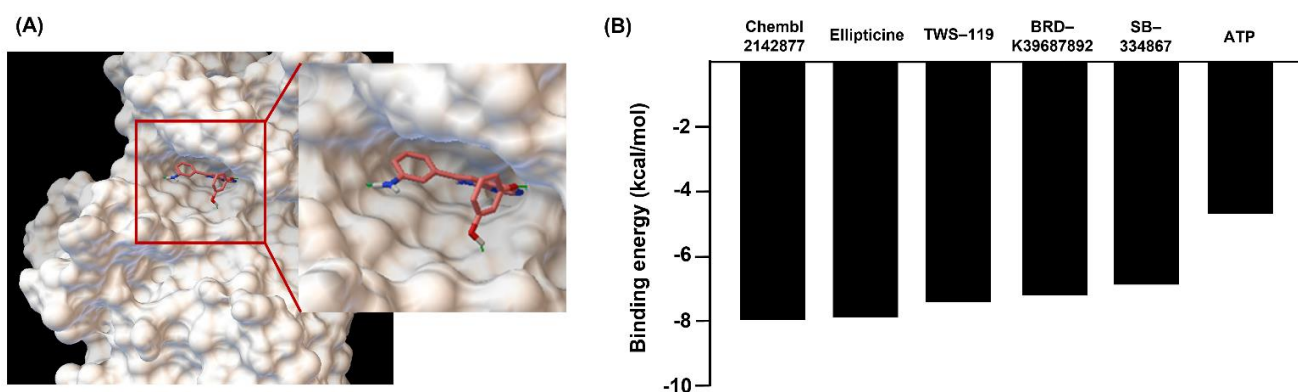 (A)
(B)
Chembl
2142877
Ellipticine
TWS–119
BRD–
K39687892
SB–
334867
ATP
Binding energy (kcal/mol)
-2
-4
-6
-8
-10